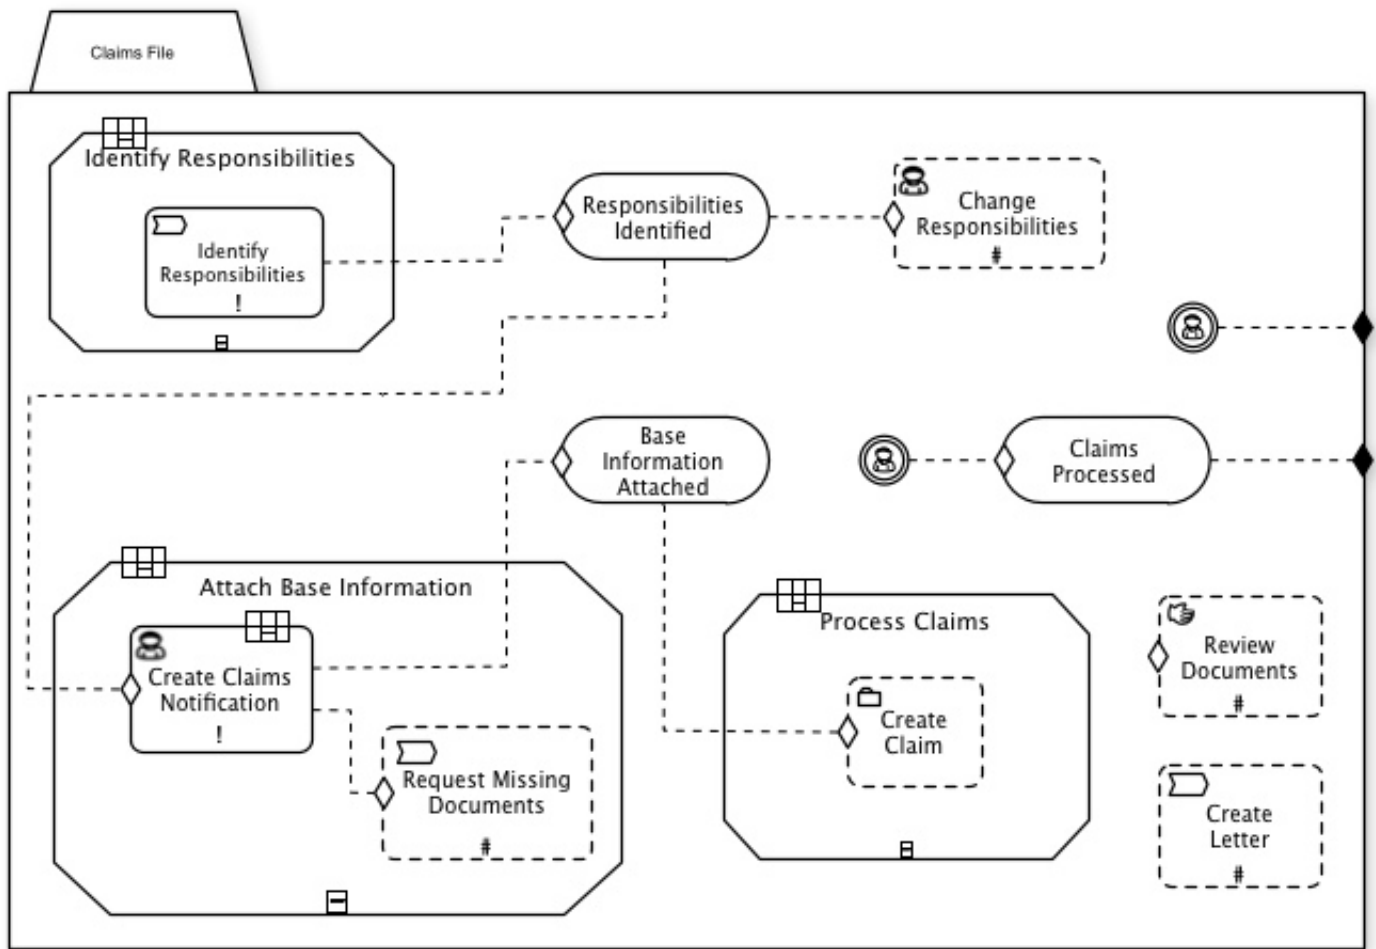 Claims File
Identify Responsibilities
Identify
Responsibilities
!
Responsibilities
Identified
Change
Responsibilities
#
Base
Information
Attached
Claims
Processed
Attach Base Information
Create Claims
Notification
!
Request Missing
Documents
#
Process Claims
Create
Claim
Review
Documents
#
Create
Letter
#